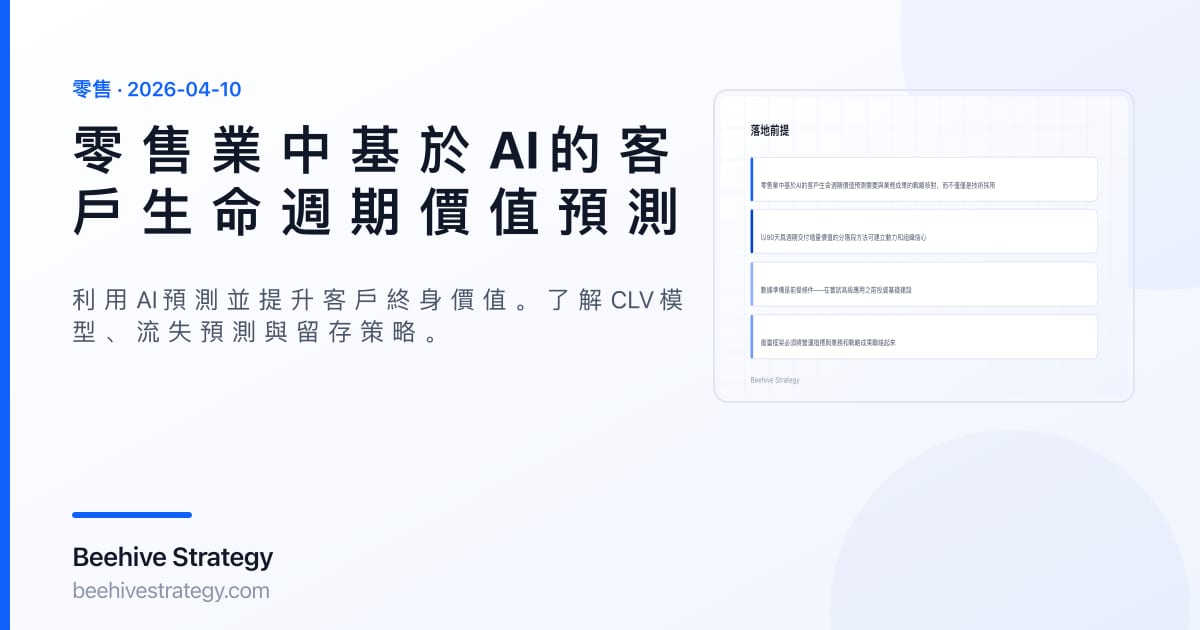 零售 · 2026-04-10
零售業中基於AI的客
戶生命週期價值預測
利用AI預測並提升客戶終身價值。了解CLV模
型、流失預測與留存策略。
落地前提
零售業中基於AI的客戶生命週期價值預測需要與業務成果的戰略核對，而不僅僅是技術採用
以90天為週期交付增量價值的分階段方法可建立動力和組織信心
數據準備是前提條件——在嘗試高級應用之前投資基礎建設
衡量框架必須將營運指標與業務和戰略成果聯絡起來
Beehive Strategy
Beehive Strategy
beehivestrategy.com